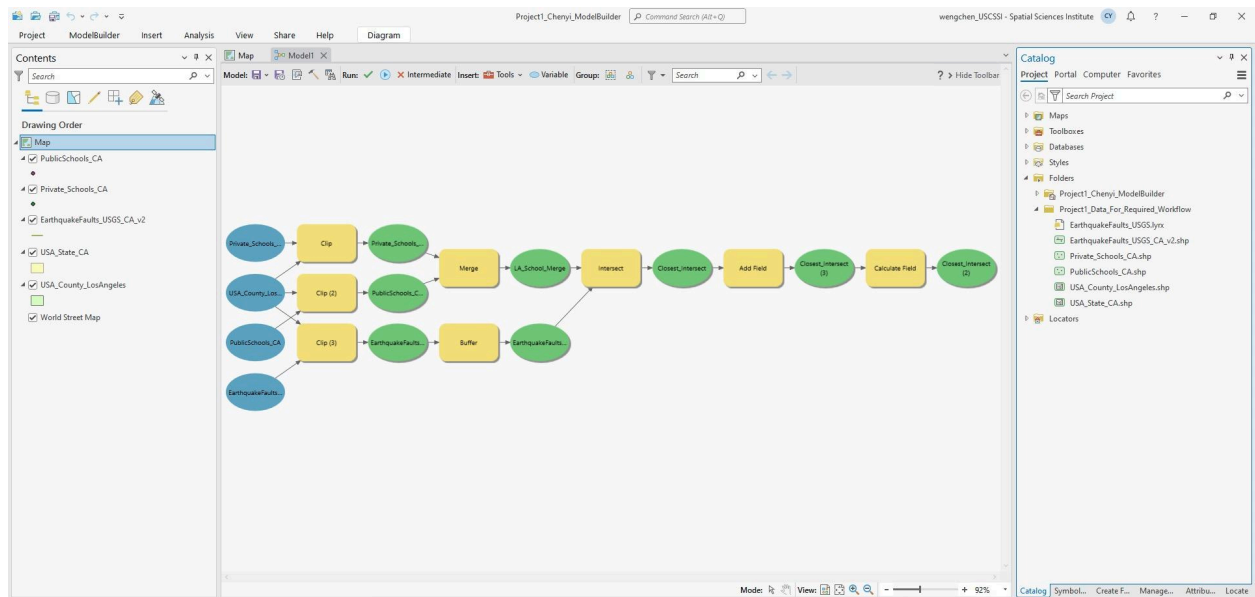 Project1_Chenyi_ModelBuilder
Command Search (Alt+Q)
wengchen_USCSSI - Spatial Sciences Institute
CY
?
Project ModelBuilder Insert Analysis View Share Help Diagram
Contents
Search
Drawing Order
Map
PublicSchools_CA
Private_Schools_CA
EarthquakeFaults_USGS_CA_v2
USA_State_CA
USA_County_LosAngeles
World Street Map
Map Model1
Model: Run: Intermediate Insert: Tools Variable Group: Search ? > Hide Toolbar
Private_Schools_...
Clip
Private_Schools_...
USA_County_Los...
Clip (2)
PublicSchools_C...
Merge
LA_School_Merge
Intersect
Closest_Intersect
Add Field
Closest_Intersect
(3)
Calculate Field
Closest_Intersect
(2)
PublicSchools_CA
Clip (3)
EarthquakeFaults...
Buffer
EarthquakeFaults...
EarthquakeFaults...
Mode: View: - + 92%
Catalog
Project Portal Computer Favorites
Search Project
Maps
Toolboxes
Databases
Styles
Folders
Project1_Chenyi_ModelBuilder
Project1_Data_For_Required_Workflow
EarthquakeFaults_USGS.lyrx
EarthquakeFaults_USGS_CA_v2.shp
Private_Schools_CA.shp
PublicSchools_CA.shp
USA_County_LosAngeles.shp
USA_State_CA.shp
Locators
Catalog Symbol... Create F... Manage... Attribu... Locate